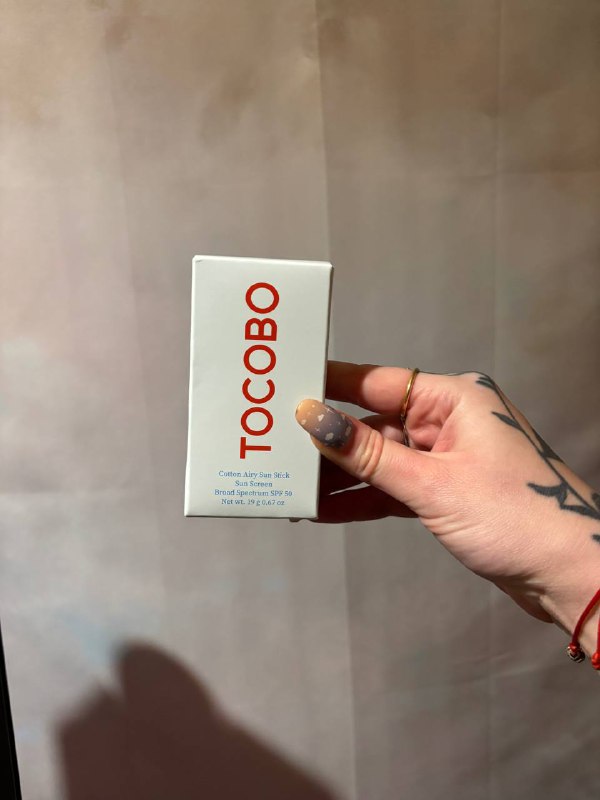 TOCOBO
Cotton Airy Sun Stick
Sun Screen
Broad Spectrum SPF 50
Net wt. 19 g 0.67 oz